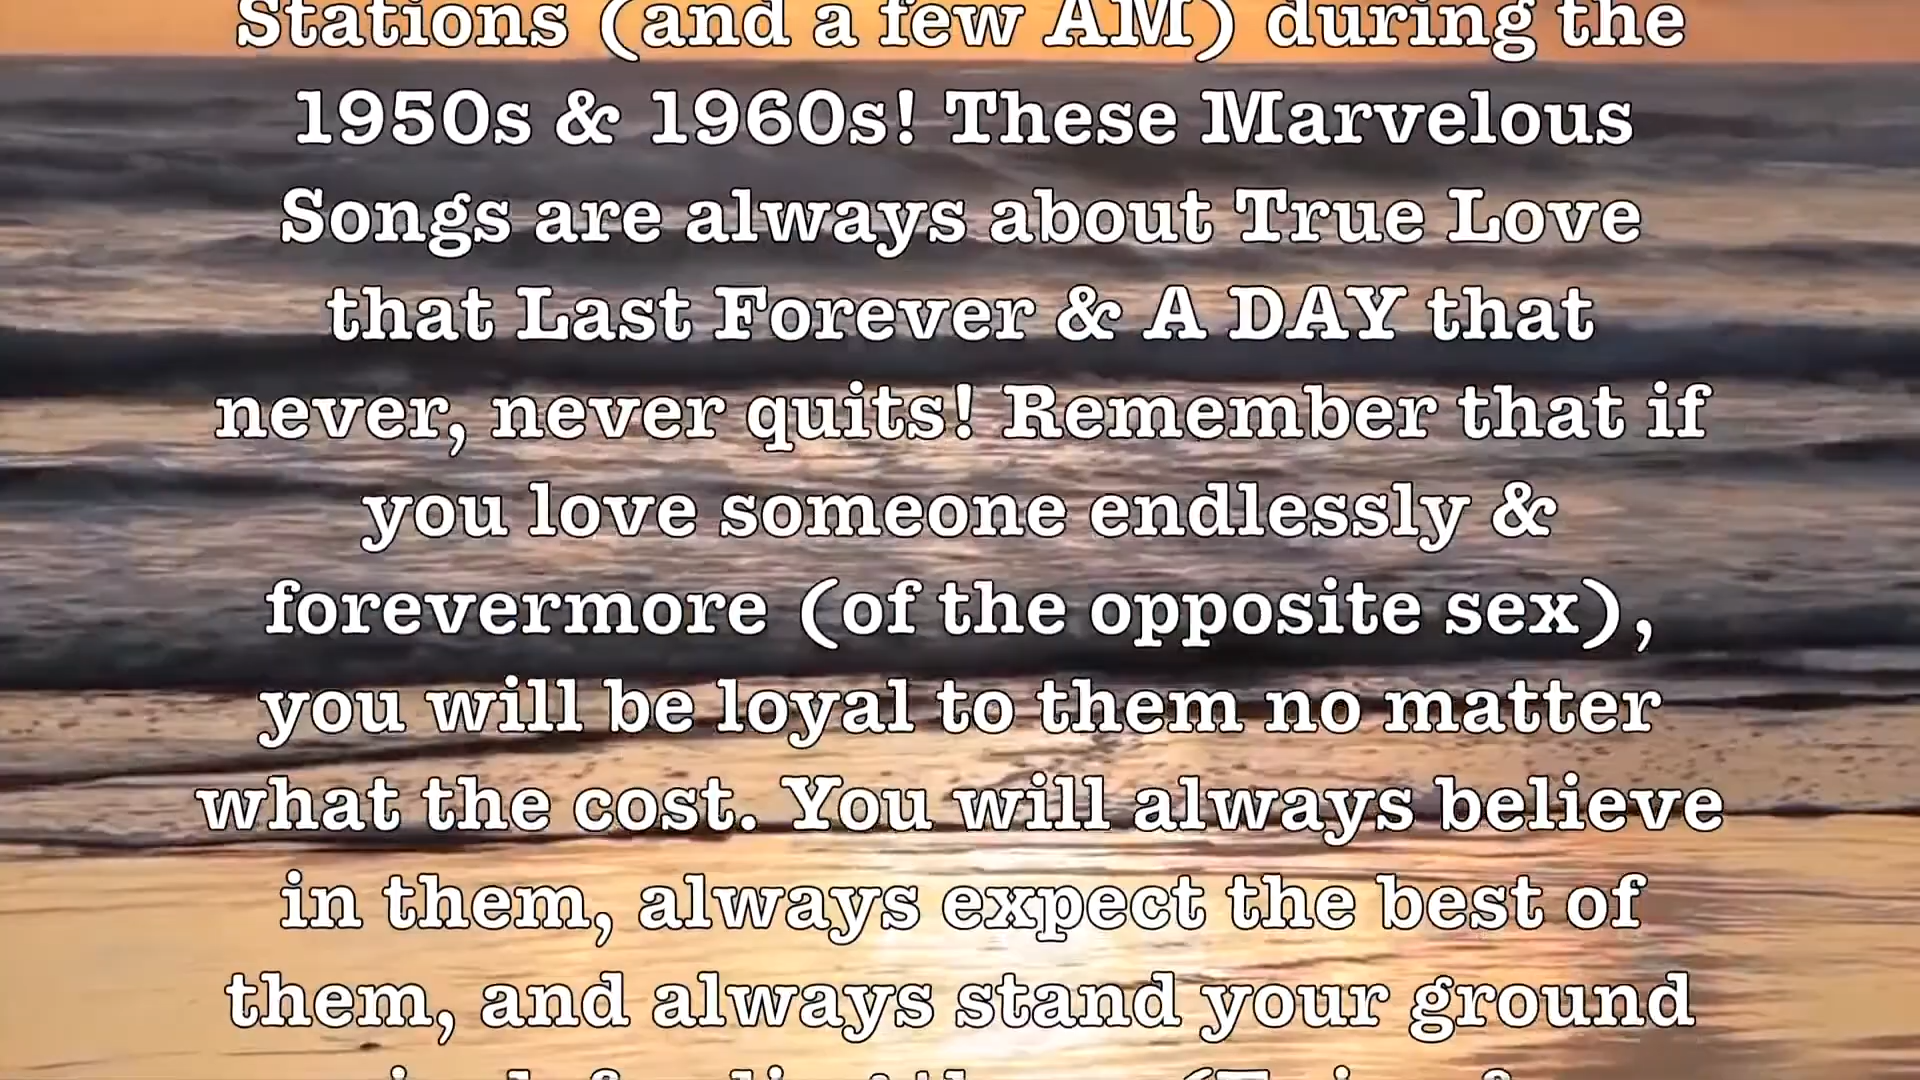 Stations (and a few AM) during the
1950s & 1960s! These Marvelous
Songs are always about True Love
that Last Forever & A DAY that
never, never quits! Remember that if
you love someone endlessly &
forevermore (of the opposite sex),
you will be loyal to them no matter
what the cost. You will always believe
in them, always expect the best of
them, and always stand your ground